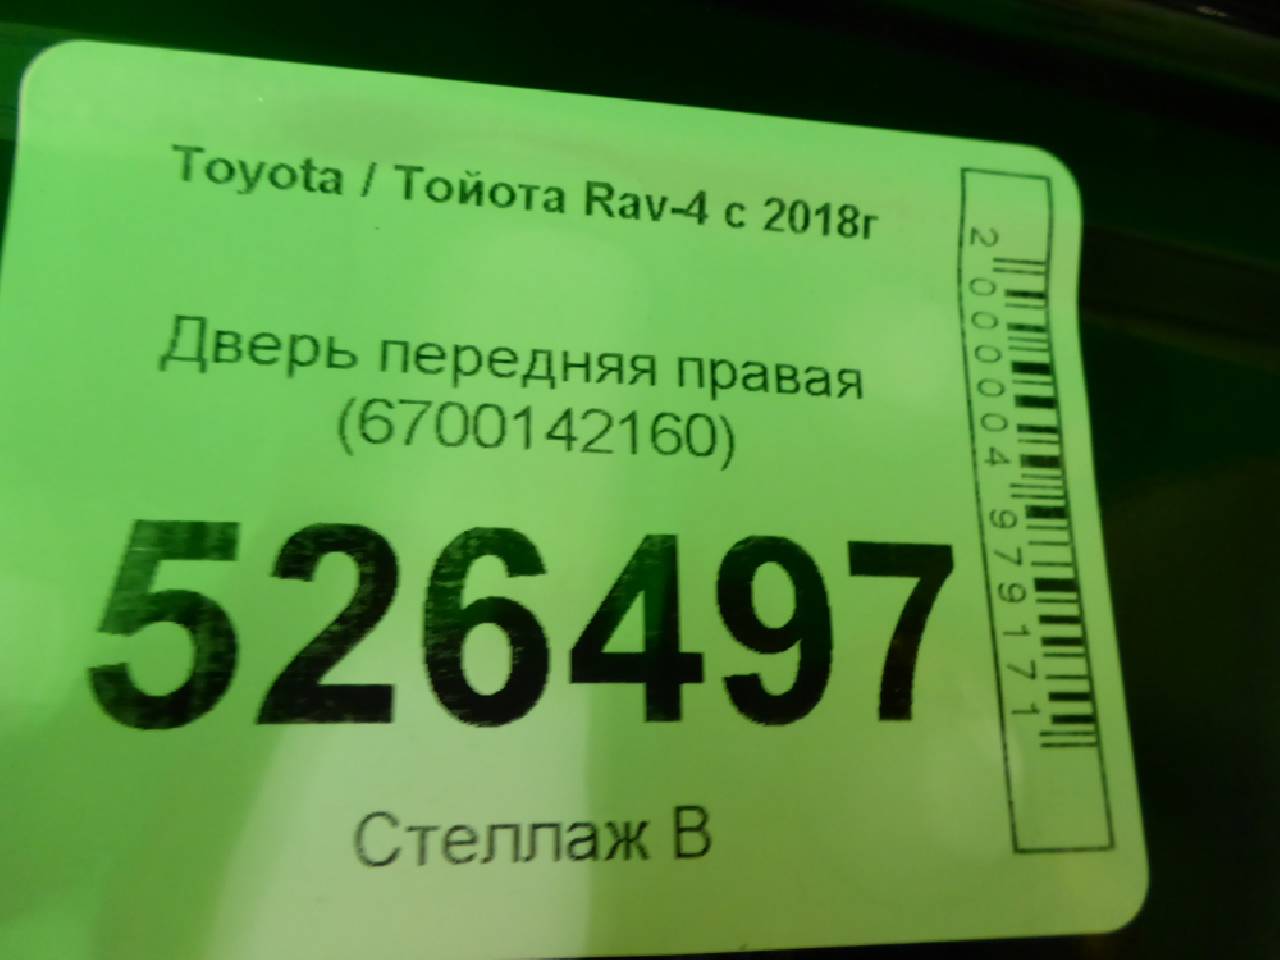 Toyota / Тойота Rav-4 с 2018г
Дверь передняя правая
(6700142160)
526497
Стеллаж В
2000004979171